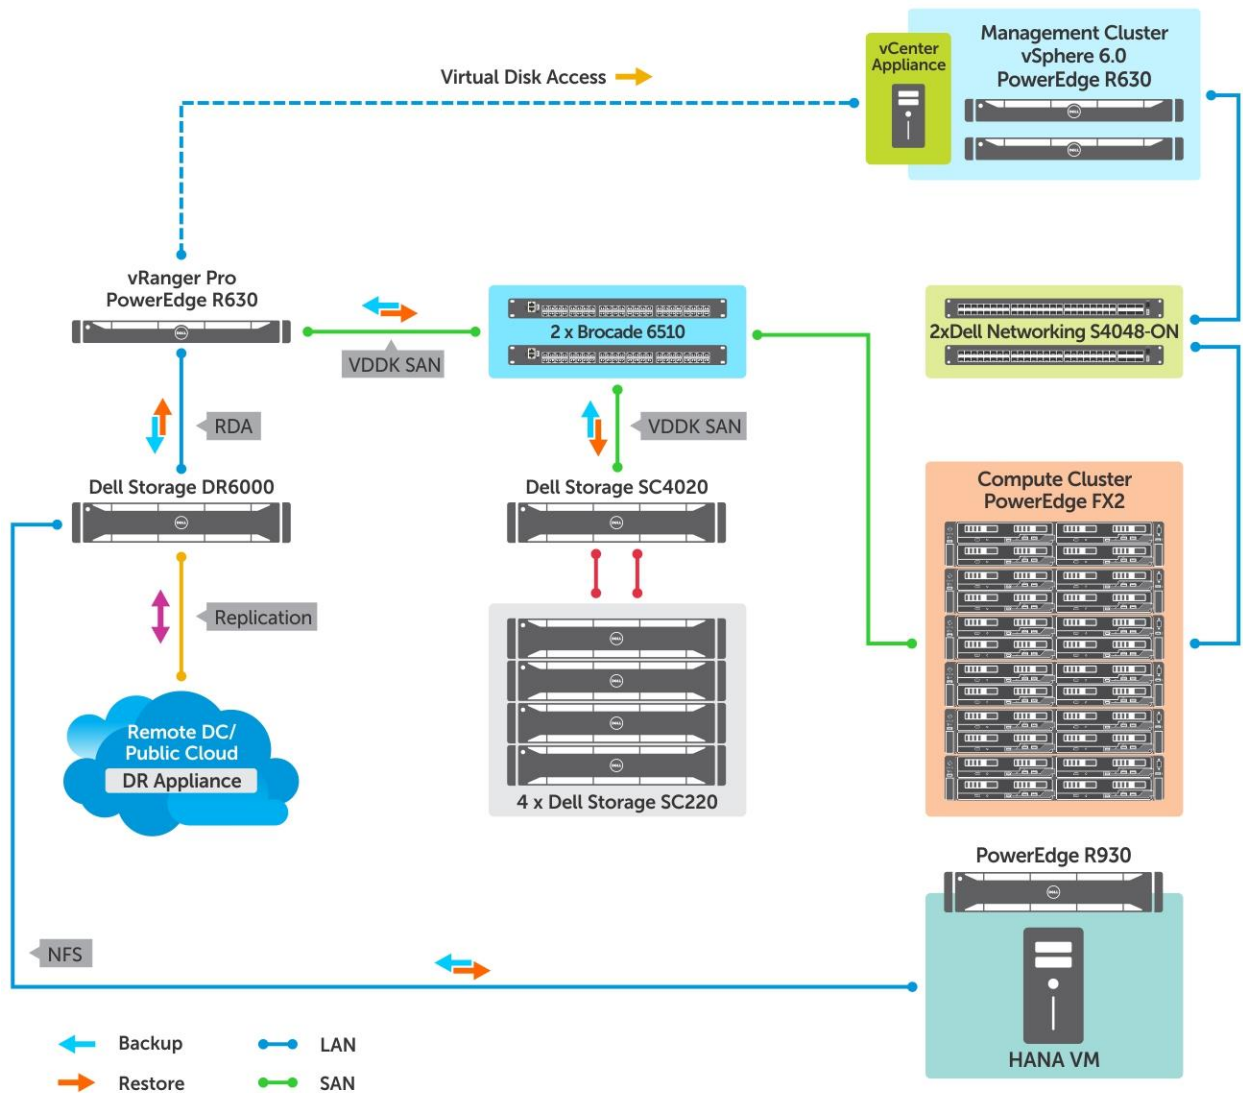 Management Cluster
vSphere 6.0
PowerEdge R630
vCenter
Appliance
Virtual Disk Access
vRanger Pro
PowerEdge R630
VDDK SAN
2 x Brocade 6510
2xDell Networking S4048-ON
RDA
VDDK SAN
Dell Storage DR6000
Dell Storage SC4020
Compute Cluster
PowerEdge FX2
Replication
Remote DC/
Public Cloud
DR Appliance
4 x Dell Storage SC220
PowerEdge R930
NFS
HANA VM
Backup
LAN
Restore
SAN